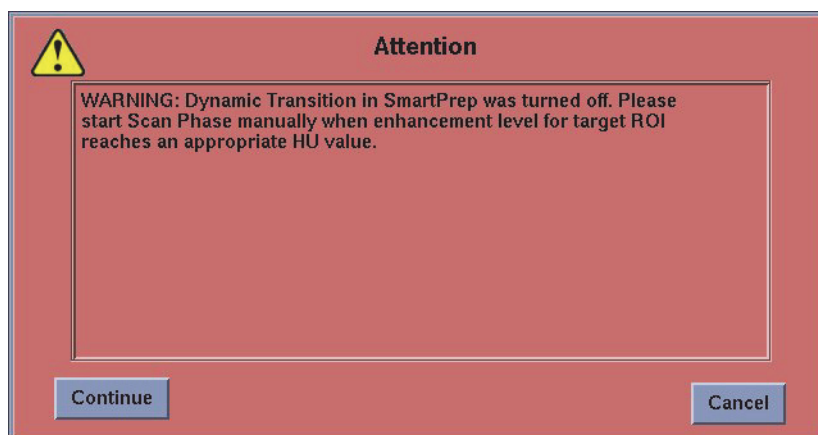 Attention
WARNING: Dynamic Transition in SmartPrep was turned off. Please
start Scan Phase manually when enhancement level for target ROI
reaches an appropriate HU value.
Continue
Cancel